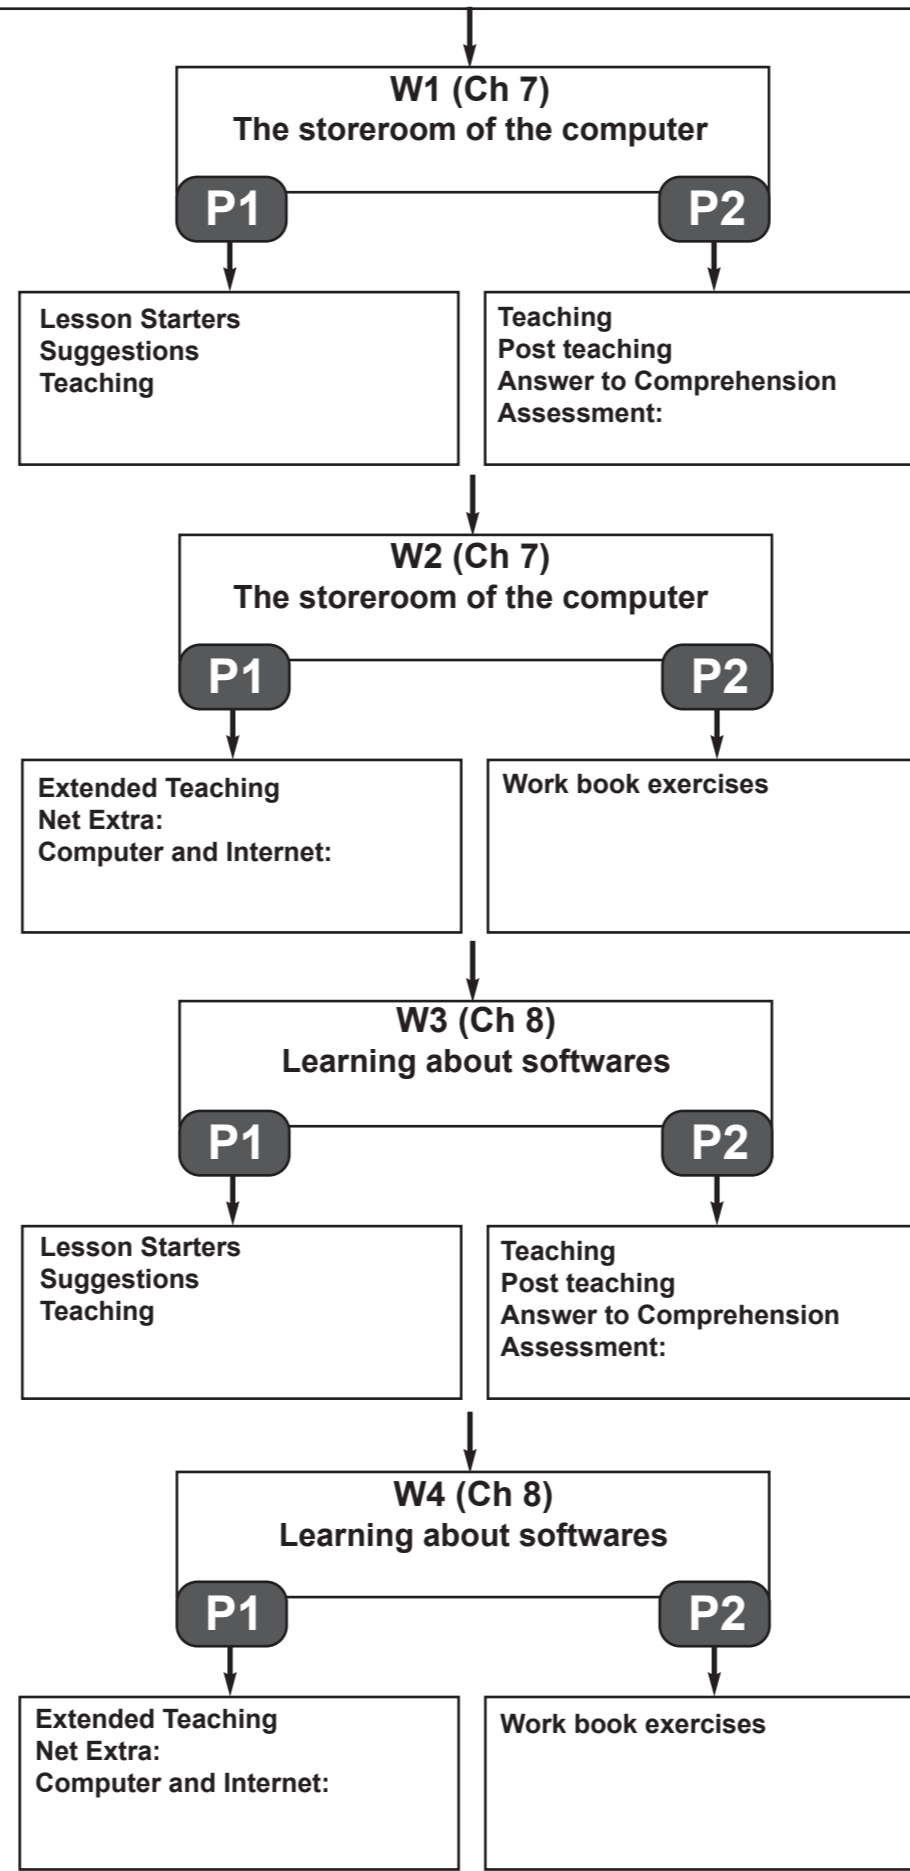 W1 (Ch 7)
The storeroom of the computer
P1
P2
Lesson Starters
Suggestions
Teaching
Teaching
Post teaching
Answer to Comprehension
Assessment:
W2 (Ch 7)
The storeroom of the computer
P1
P2
Extended Teaching
Net Extra:
Computer and Internet:
Work book exercises
W3 (Ch 8)
Learning about softwares
P1
P2
Lesson Starters
Suggestions
Teaching
Teaching
Post teaching
Answer to Comprehension
Assessment:
W4 (Ch 8)
Learning about softwares
P1
P2
Extended Teaching
Net Extra:
Computer and Internet:
Work book exercises